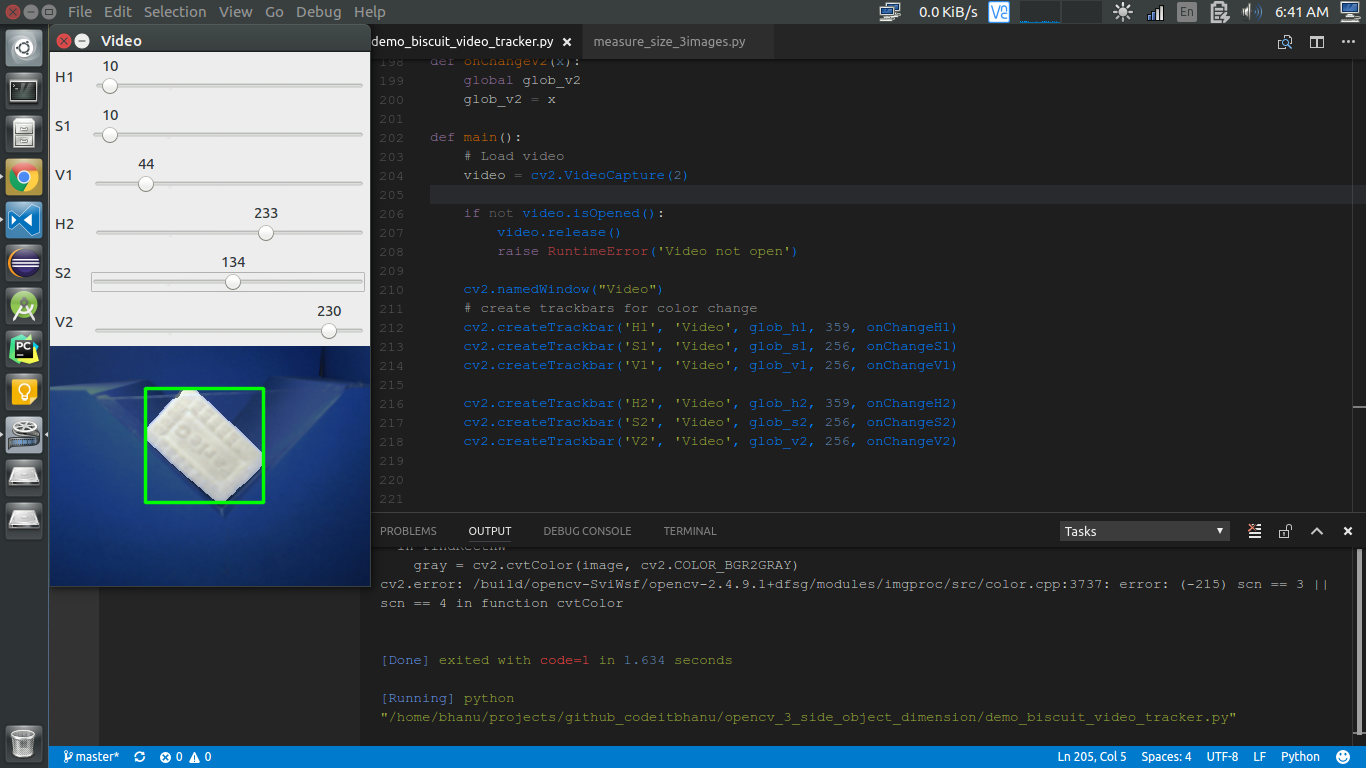 File Edit Selection View Go Debug Help
0.0 KiB/s
En
6:41 AM
Video
H1 10
S1 10
V1 44
H2 233
S2 134
V2 230
demo_biscuit_video_tracker.py
measure_size_3images.py
198 def onChangeV2(x):
199 global glob_v2
200 glob_v2 = x
201
202 def main():
203 # Load video
204 video = cv2.VideoCapture(2)
205
206 if not video.isOpened():
207 video.release()
208 raise RuntimeError('Video not open')
209
210 cv2.namedWindow("Video")
211 # create trackbars for color change
212 cv2.createTrackbar('H1', 'Video', glob_h1, 359, onChangeH1)
213 cv2.createTrackbar('S1', 'Video', glob_s1, 256, onChangeS1)
214 cv2.createTrackbar('V1', 'Video', glob_v1, 256, onChangeV1)
215
216 cv2.createTrackbar('H2', 'Video', glob_h2, 359, onChangeH2)
217 cv2.createTrackbar('S2', 'Video', glob_s2, 256, onChangeS2)
218 cv2.createTrackbar('V2', 'Video', glob_v2, 256, onChangeV2)
219
220
221
PROBLEMS OUTPUT DEBUG CONSOLE TERMINAL
Tasks
gray = cv2.cvtColor(image, cv2.COLOR_BGR2GRAY)
cv2.error: /build/opencv-SviWsf/opencv-2.4.9.1+dfsg/modules/imgproc/src/color.cpp:3737: error: (-215) scn == 3 ||
scn == 4 in function cvtColor
[Done] exited with code=1 in 1.634 seconds
[Running] python
"/home/bhanu/projects/github_codeitbhanu/opencv_3_side_object_dimension/demo_biscuit_video_tracker.py"
PC
master* 0 0
Ln 205, Col 5 Spaces: 4 UTF-8 LF Python